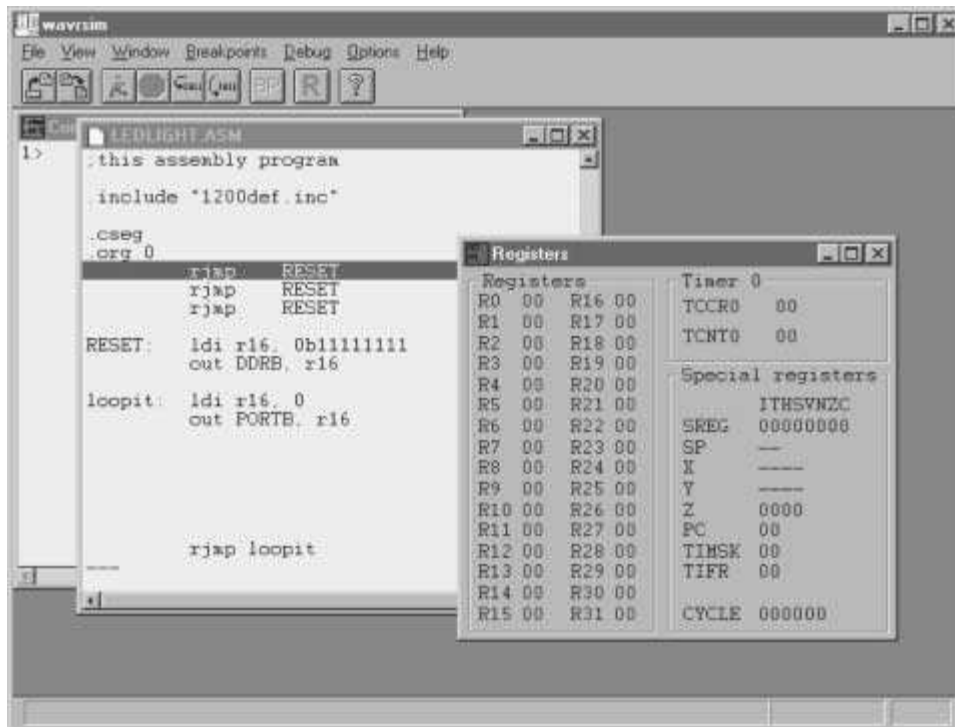 wavrsim
File View Window Breakpoints Debug Options Help
BP R ?
1>
LEDLIGHT.ASM
;this assembly program
.include "1200def.inc"
.cseg
.org 0
rjmp RESET
rjmp RESET
rjmp RESET
RESET: ldi r16, 0b11111111
out DDRB, r16
loopit: ldi r16, 0
out PORTB, r16
rjmp loopit
Registers
Registers
R0 00 R16 00
R1 00 R17 00
R2 00 R18 00
R3 00 R19 00
R4 00 R20 00
R5 00 R21 00
R6 00 R22 00
R7 00 R23 00
R8 00 R24 00
R9 00 R25 00
R10 00 R26 00
R11 00 R27 00
R12 00 R28 00
R13 00 R29 00
R14 00 R30 00
R15 00 R31 00
Timer 0
TCCR0 00
TCNT0 00
Special registers
ITHSVNZC
SREG 00000000
SP --
X ----
Y ----
Z 0000
PC 00
TIMSK 00
TIFR 00
CYCLE 000000